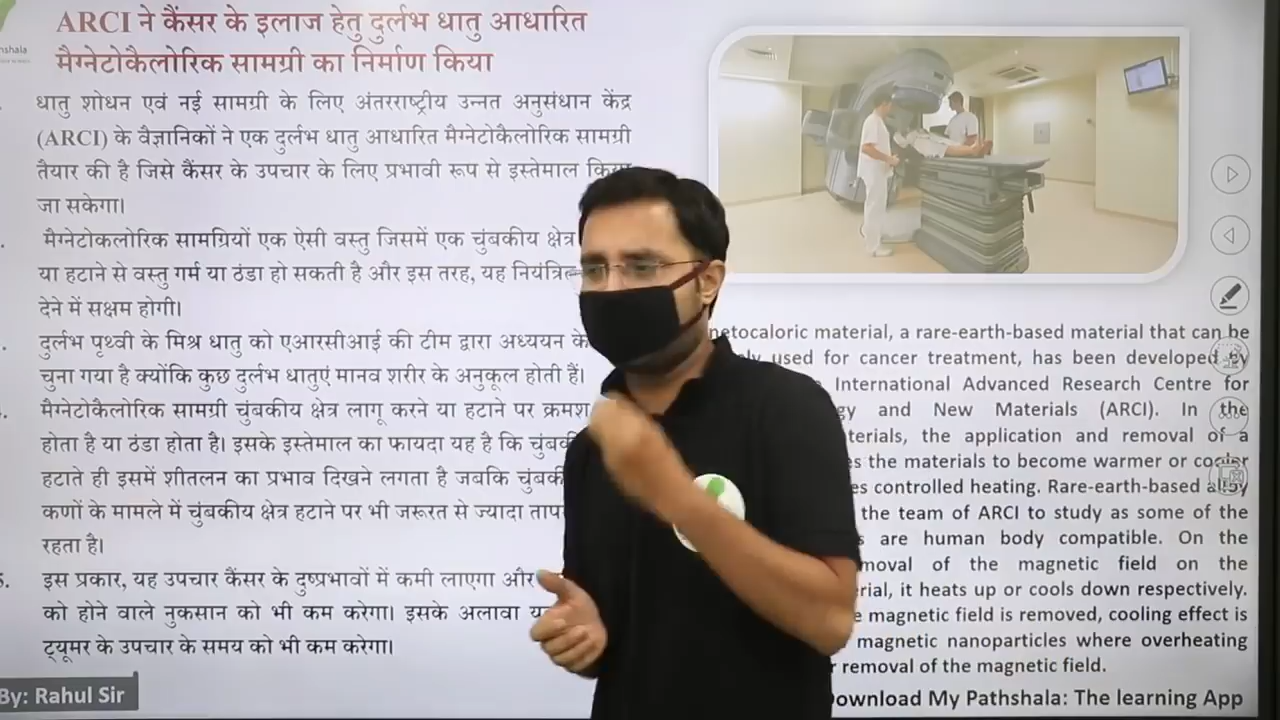 ARCI ने कैंसर के इलाज हेतु दुर्लभ धातु आधारित
मैग्नेटोकैलोरिक सामग्री का निर्माण किया
धातु शोधन एवं नई सामग्री के लिए अंतरराष्ट्रीय उन्नत अनुसंधान केंद्र
(ARCI) के वैज्ञानिकों ने एक दुर्लभ धातु आधारित मैग्नेटोकैलोरिक सामग्री
तैयार की है जिसे कैंसर के उपचार के लिए प्रभावी रूप से इस्तेमाल किया
जा सकेगा।
मैग्नेटोकलोरिक सामग्रियों एक ऐसी वस्तु जिसमें एक चुंबकीय क्षेत्र
या हटाने से वस्तु गर्म या ठंडा हो सकती है और इस तरह, यह
देने में सक्षम होगी।
दुर्लभ पृथ्वी के मिश्र धातु को एआरसीआई की टीम द्वारा अध्ययन के
चुना गया है क्योंकि कुछ दुर्लभ धातुएं मानव शरीर के अनुकूल होती हैं।
मैग्नेटोकैलोरिक सामग्री चुंबकीय क्षेत्र लागू करने या हटाने पर
होता है या ठंडा होता है। इसके इस्तेमाल का फायदा यह है कि
हटाते ही इसमें शीतलन का प्रभाव दिखने लगता है जबकि
कणों के मामले में चुंबकीय क्षेत्र हटाने पर भी जरूरत से ज्यादा
रहता है।
इस प्रकार, यह उपचार कैंसर के दुष्प्रभावों में कमी लाएगा और
को होने वाले नुकसान को भी कम करेगा। इसके अलावा
ट्यूमर के उपचार के समय को भी कम करेगा।
By: Rahul Sir
netocaloric material, a rare-earth-based material that can be
used for cancer treatment, has been developed by
International Advanced Research Centre for
and New Materials (ARCI). In the
the application and removal of a
the materials to become warmer or cooler
controlled heating. Rare-earth-based alloy
the team of ARCI to study as some of the
are human body compatible. On the
of the magnetic field on the
it heats up or cools down respectively.
magnetic field is removed, cooling effect is
magnetic nanoparticles where overheating
removal of the magnetic field.
Download My Pathshala: The learning App